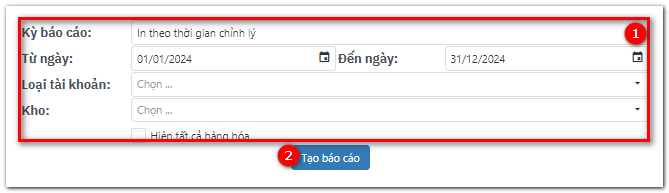 Kỳ báo cáo: In theo thời gian chỉnh lý 1
Từ ngày: 01/01/2024 Đến ngày: 31/12/2024
Loại tài khoản: Chọn ...
Kho: Chọn ...
Hiện tất cả hàng hóa
2 Tạo báo cáo